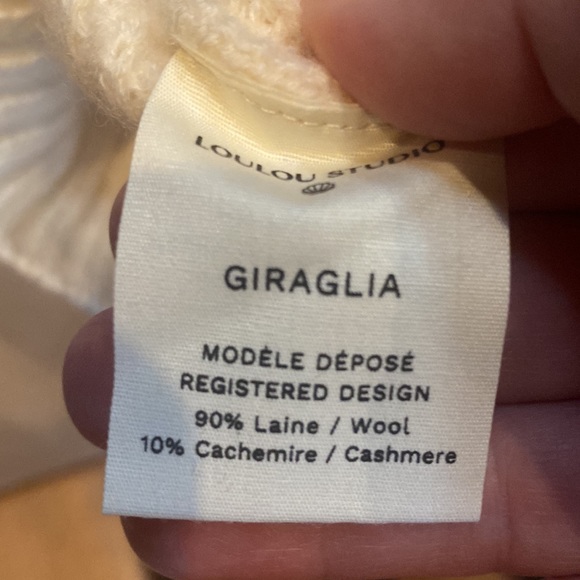 LOULOU STUDIO
GIRAGLIA
MODÈLE DÉPOSÉ
REGISTERED DESIGN
90% Laine / Wool
10% Cachemire / Cashmere